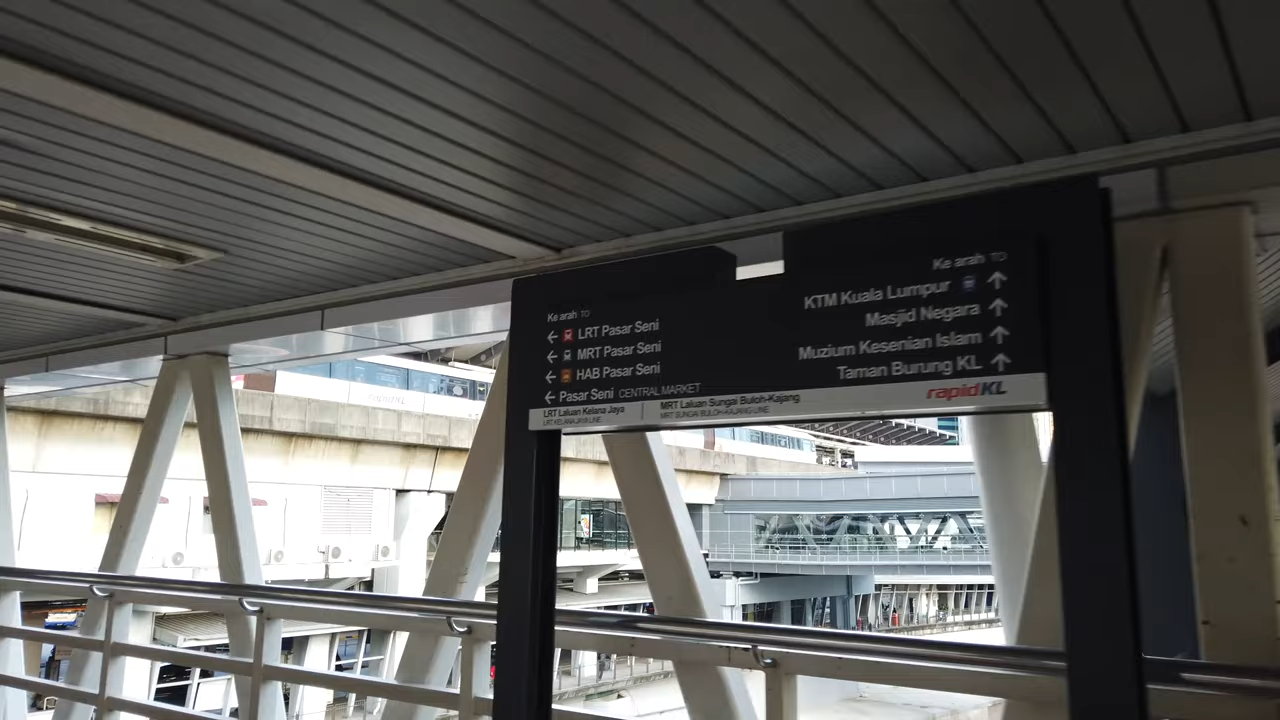 Ke arah TO
LRT Pasar Seni
MRT Pasar Seni
HAB Pasar Seni
Pasar Seni CENTRAL MARKET
LRT Laluan Kelana Jaya
LRT KELANA JAYA LINE
MRT Laluan Sungai Buloh-Kajang
MRT SUNGAI BULOH-KAJANG LINE
Ke arah TO
KTM Kuala Lumpur
Masjid Negara
Muzium Kesenian Islam
Taman Burung KL
rapidKL
rapidKL